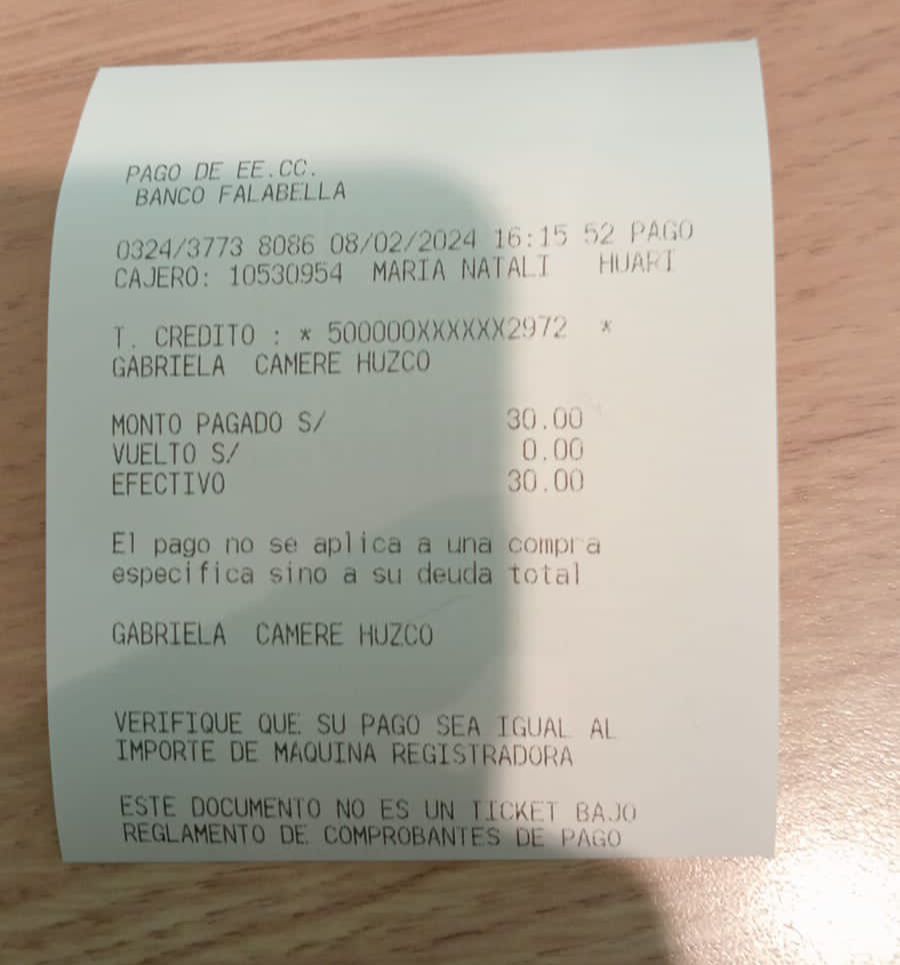 PAGO DE EE.CC.
BANCO FALABELLA
0324/3773 8086 08/02/2024 16:15 52 PAGO
CAJERO: 10530954 MARIA NATALI HUARI
T. CREDITO : * 500000XXXXXX2972 *
GABRIELA CAMERE HUZCO
MONTO PAGADO S/ 30.00
VUELTO S/ 0.00
EFECTIVO 30.00
El pago no se aplica a una compra
especifica sino a su deuda total
GABRIELA CAMERE HUZCO
VERIFIQUE QUE SU PAGO SEA IGUAL AL
IMPORTE DE MAQUINA REGISTRADORA
ESTE DOCUMENTO NO ES UN TICKET BAJO
REGLAMENTO DE COMPROBANTES DE PAGO